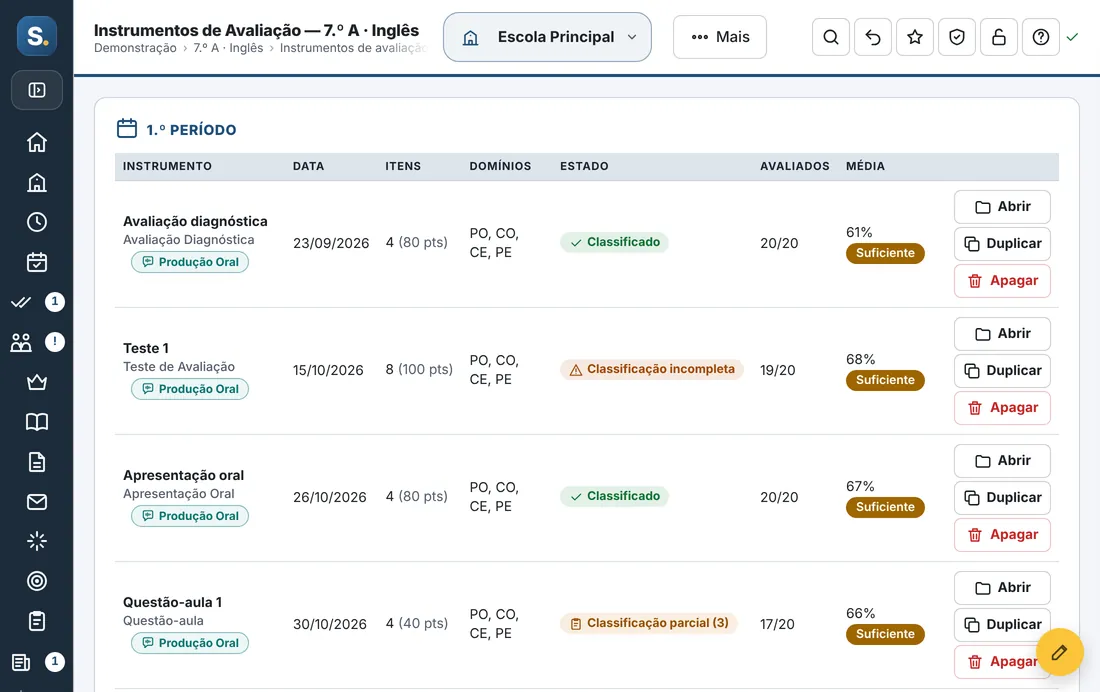 S.
Instrumentos de Avaliação — 7.º A · Inglês
Demonstração › 7.º A · Inglês › Instrumentos de avaliação
Escola Principal
Mais
1.º PERÍODO
INSTRUMENTO DATA ITENS DOMÍNIOS ESTADO AVALIADOS MÉDIA
Avaliação diagnóstica
Avaliação Diagnóstica
Produção Oral
23/09/2026
4 (80 pts)
PO, CO,
CE, PE
Classificado
20/20
61%
Suficiente
Abrir
Duplicar
Apagar
Teste 1
Teste de Avaliação
Produção Oral
15/10/2026
8 (100 pts)
PO, CO,
CE, PE
Classificação incompleta
19/20
68%
Suficiente
Abrir
Duplicar
Apagar
Apresentação oral
Apresentação Oral
Produção Oral
26/10/2026
4 (80 pts)
PO, CO,
CE, PE
Classificado
20/20
67%
Suficiente
Abrir
Duplicar
Apagar
Questão-aula 1
Questão-aula
Produção Oral
30/10/2026
4 (40 pts)
PO, CO,
CE, PE
Classificação parcial (3)
17/20
66%
Suficiente
Abrir
Duplicar
Apagar
1
!
1